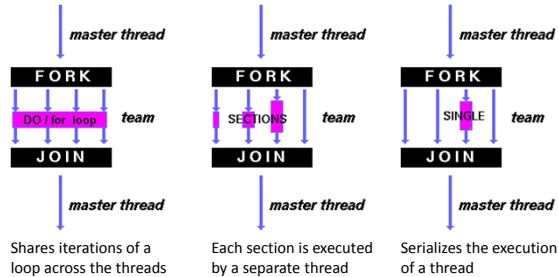 master thread
FORK
DO / for loop
team
JOIN
master thread
Shares iterations of a
loop across the threads
master thread
FORK
SECTIONS
team
JOIN
master thread
Each section is executed
by a separate thread
master thread
FORK
SINGLE
team
JOIN
master thread
Serializes the execution
of a thread